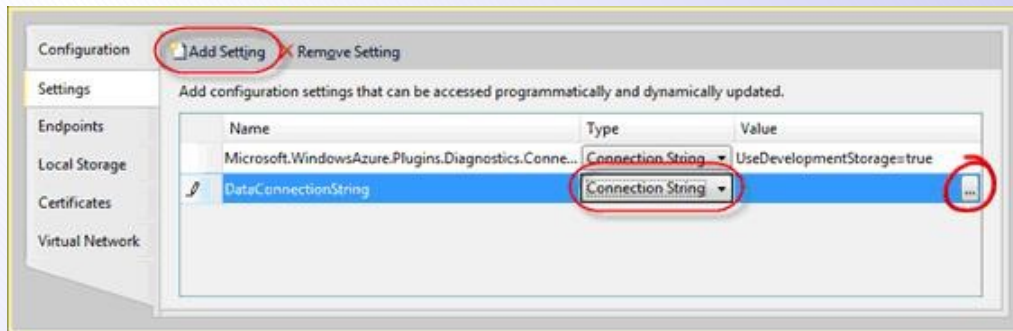 Configuration
Add Setting
Remove Setting
Settings
Add configuration settings that can be accessed programmatically and dynamically updated.
Endpoints
Name Type Value
Local Storage
Microsoft.WindowsAzure.Plugins.Diagnostics.Conne... Connection String UseDevelopmentStorage=true
DataConnectionString Connection String ...
Certificates
Virtual Network